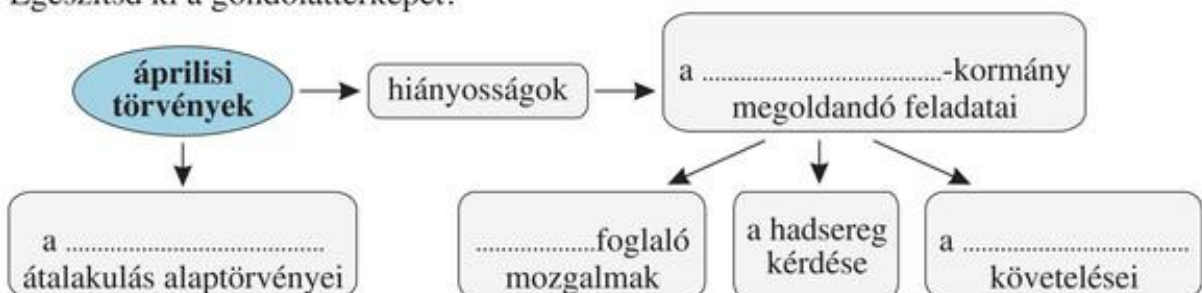 Egészítsd ki a gondolattérképet!
áprilisi
törvények
hiányosságok
a ....................................-kormány
megoldandó feladatai
a .......................................
átalakulás alaptörvényei
..................foglaló
mozgalmak
a hadsereg
kérdése
a ......................................
követelései